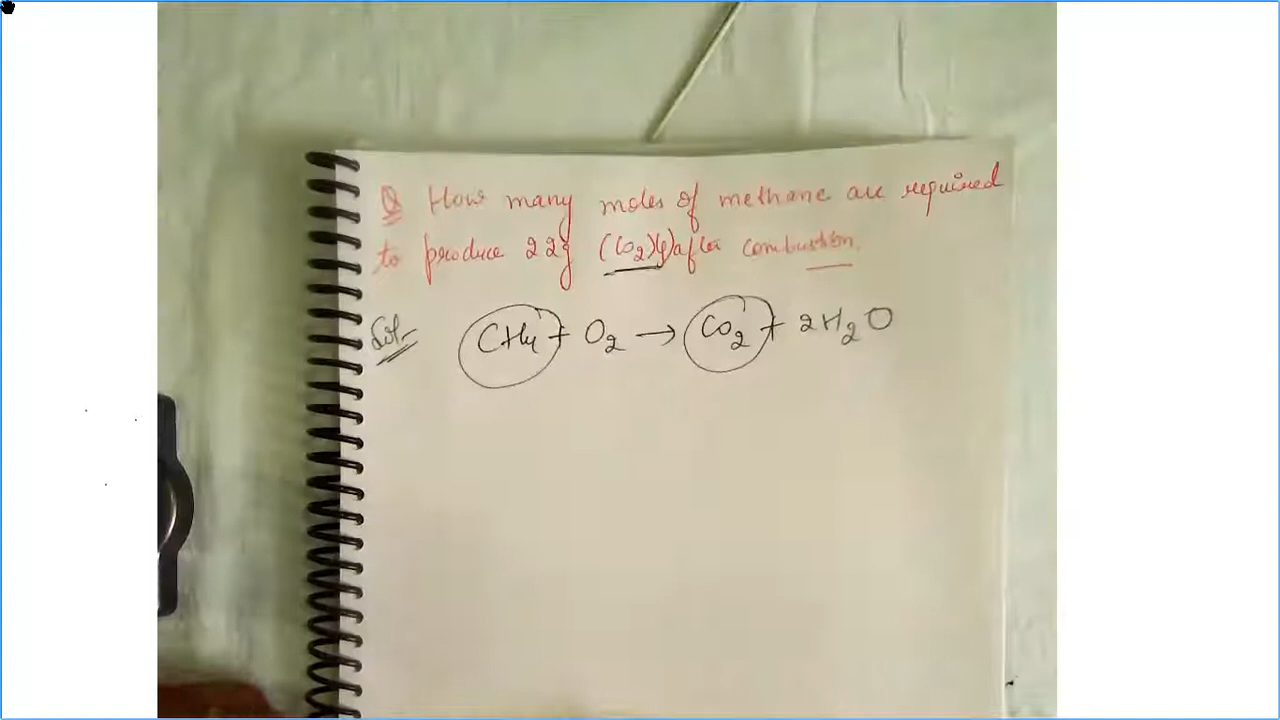 Q How many moles of methane are required
to produce 22g (CO2)(g) after combustion.
Sol. CH4 + O2 → CO2 + 2H2O